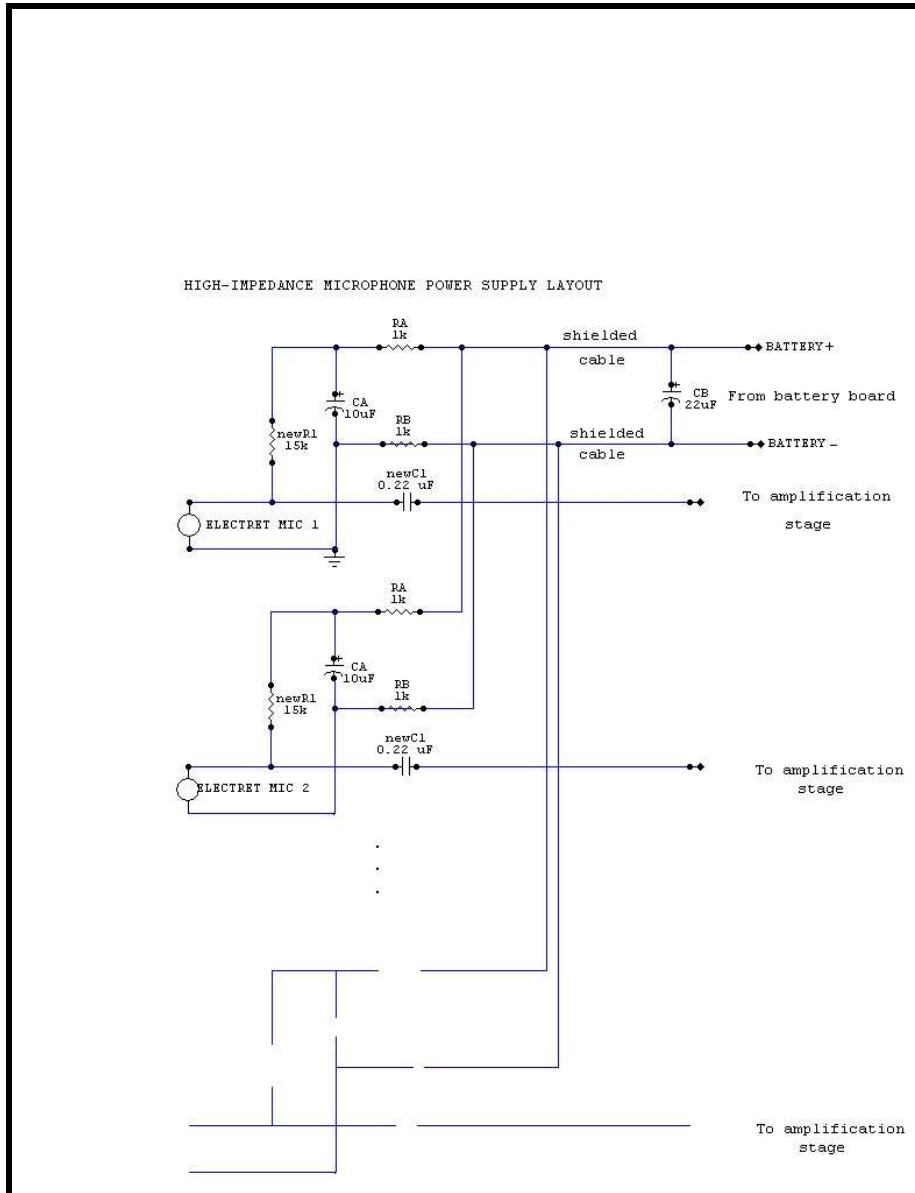 HIGH-IMPEDANCE MICROPHONE POWER SUPPLY LAYOUT
RA
1k
shielded
cable
BATTERY+
CA
10uF
CB
22uF
From battery board
RB
1k
newR1
15k
shielded
cable
BATTERY-
newC1
0.22 uF
To amplification
stage
ELECTRET MIC 1
RA
1k
CA
10uF
RB
1k
newR1
15k
newC1
0.22 uF
To amplification
stage
ELECTRET MIC 2
To amplification
stage